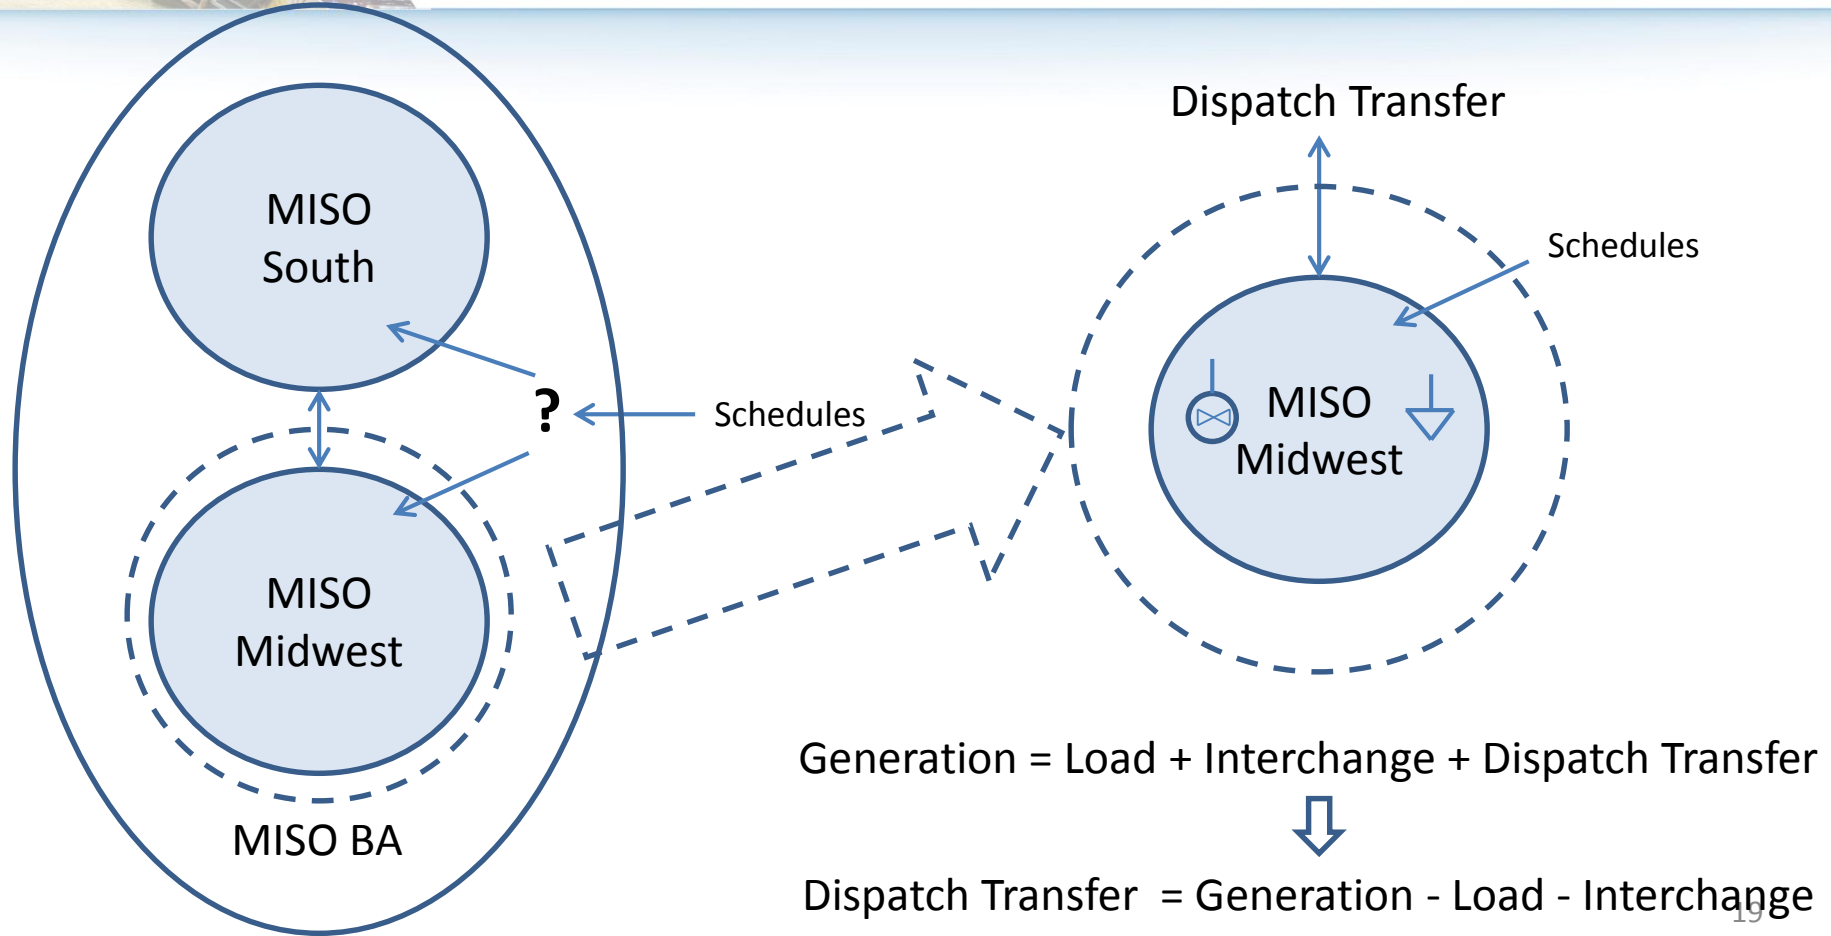 MISO
South
?
Schedules
MISO
Midwest
MISO BA
Dispatch Transfer
Schedules
MISO
Midwest
Generation = Load + Interchange + Dispatch Transfer
Dispatch Transfer = Generation - Load - Interchange
19